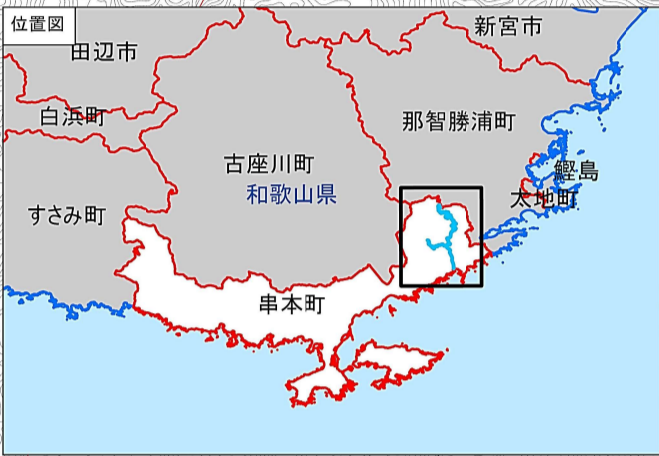 位置図
新宮市
田辺市
白浜町
那智勝浦町
古座川町
鰹島
和歌山県
太地町
すさみ町
串本町